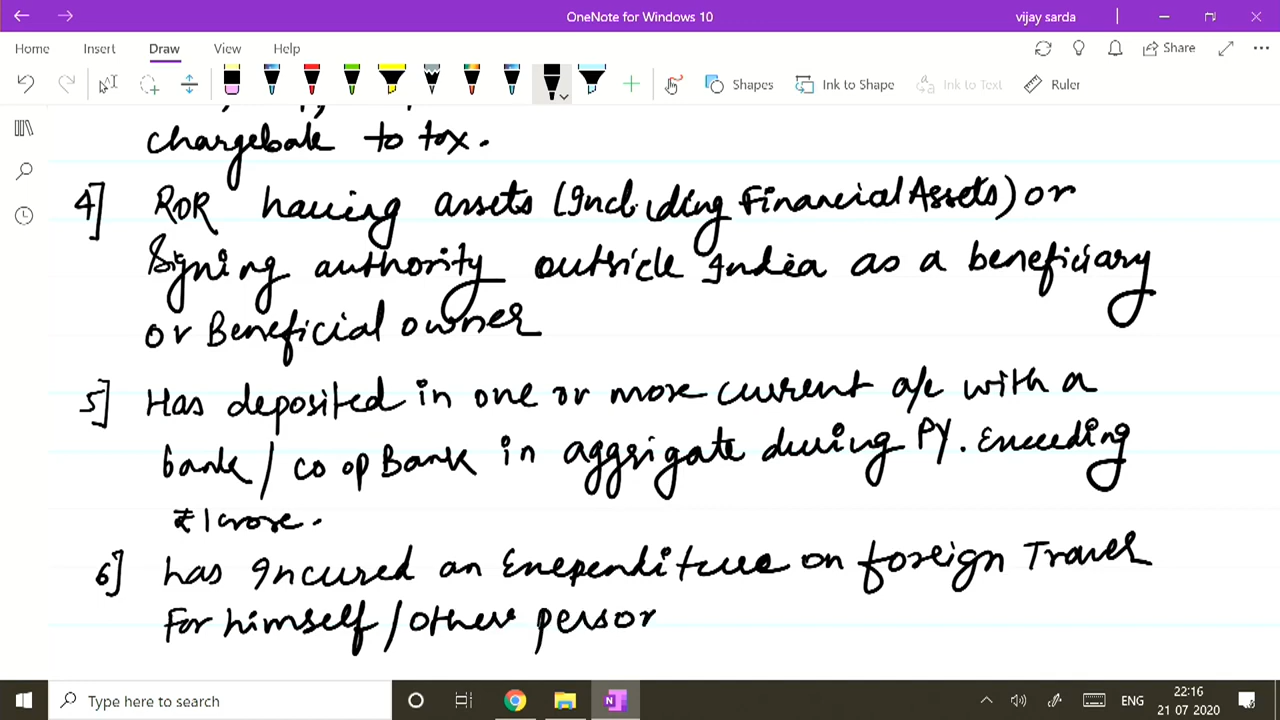 OneNote for Windows 10
vijay sarda
Home Insert Draw View Help
Share
Shapes Ink to Shape Ink to Text Ruler
chargebale to tax.
4] ROR having assets (Including Financial Assets) or
signing authority outside India as a beneficiary
or Beneficial owner
5] Has deposited in one or more current a/c with a
bank / co op Bank in aggrigate during PY. Exceeding
₹ 1 crore.
6] has Incured an Expenditure on foreign Travel
For himself / other person
Type here to search
ENG
22:16
21 07 2020